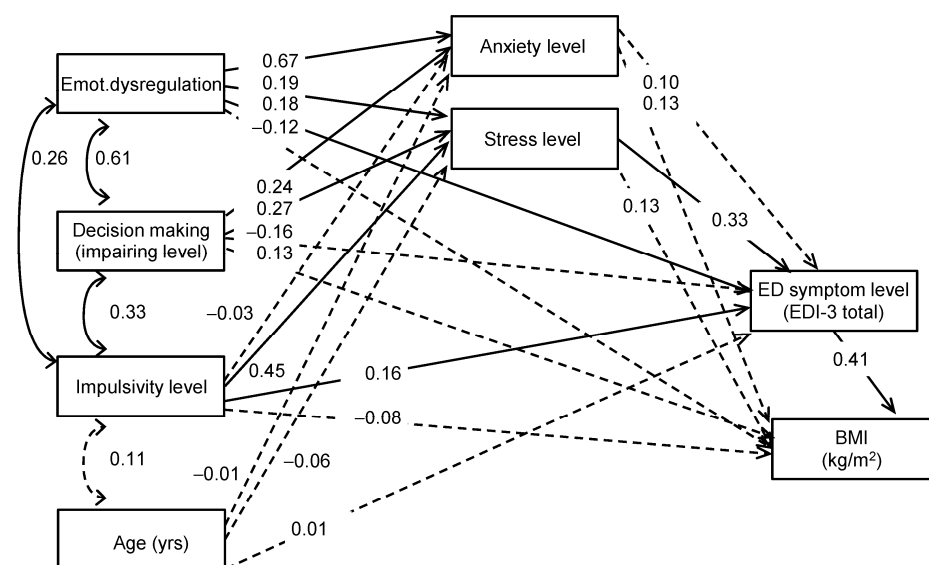 Anxiety level
0.67
Emot.dysregulation
0.19
0.10
0.18
0.13
−0.12
Stress level
0.26
0.61
0.24
0.27
0.13
0.33
Decision making
(impairing level)
−0.16
0.13
ED symptom level
(EDI-3 total)
0.33
−0.03
0.41
Impulsivity level
0.45
0.16
−0.08
BMI
(kg/m²)
0.11
−0.01
−0.06
0.01
Age (yrs)